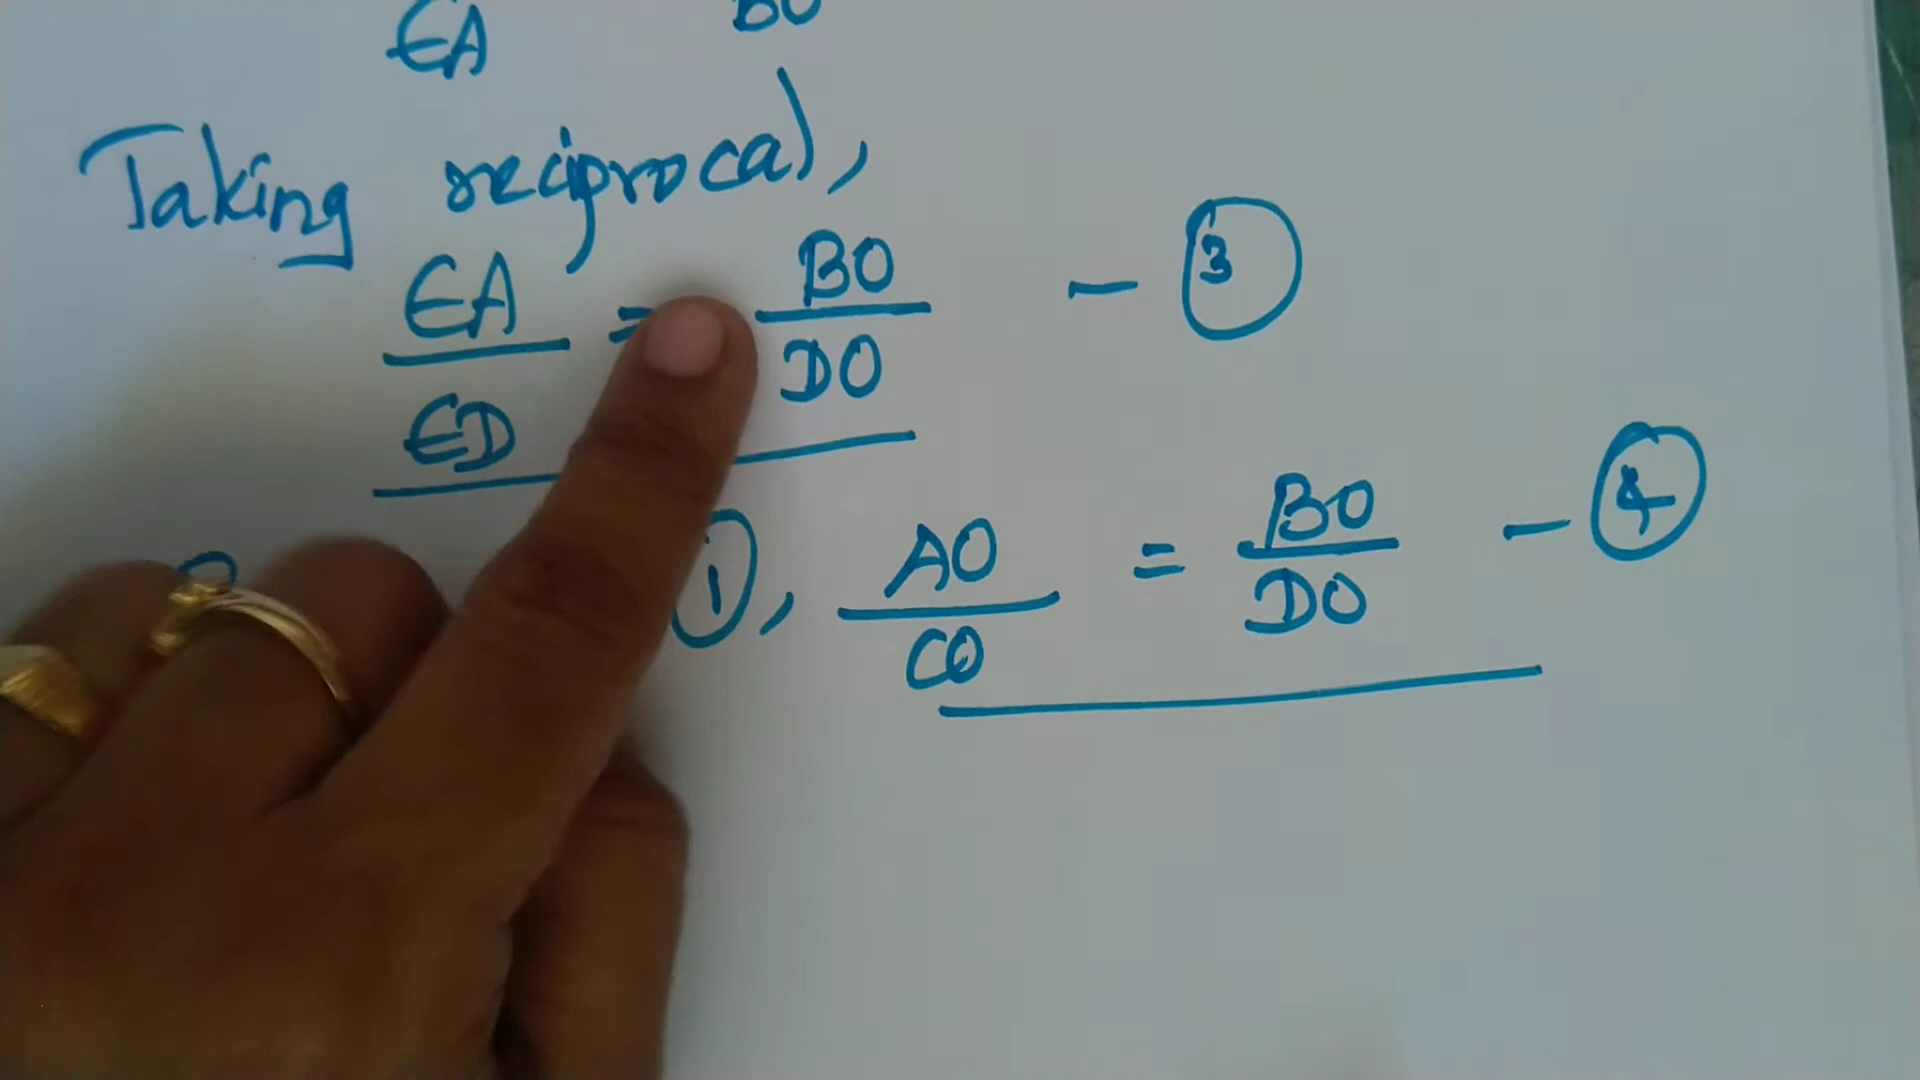 EA BO
Taking reciprocal,
EA = BO - 3
ED DO
1, AO = BO - 4
CO DO